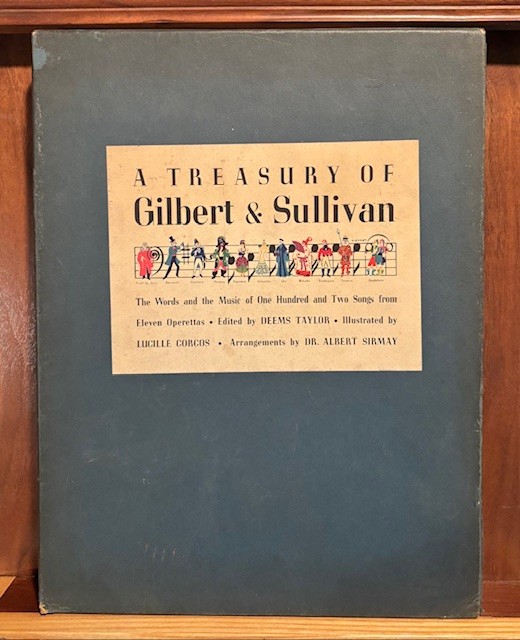 A TREASURY OF
Gilbert & Sullivan
The Words and the Music of One Hundred and Two Songs from
Eleven Operettas • Edited by DEEMS TAYLOR • Illustrated by
LUCILLE CORCOS • Arrangements by DR. ALBERT SIRMAY